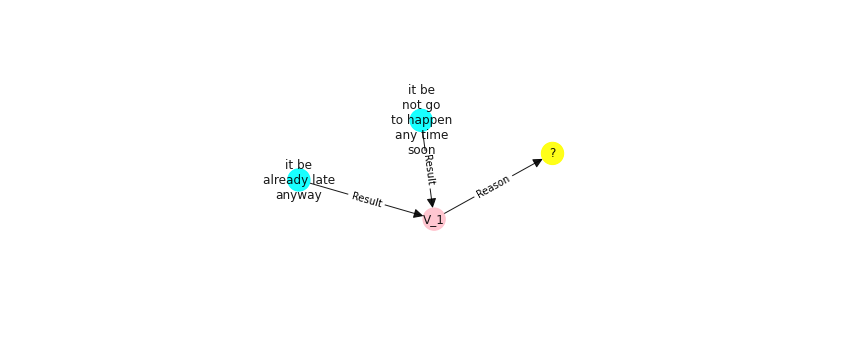 it be
not go
to happen
any time
soon
Result
?
it be
already late
anyway
Result
Reason
V_1